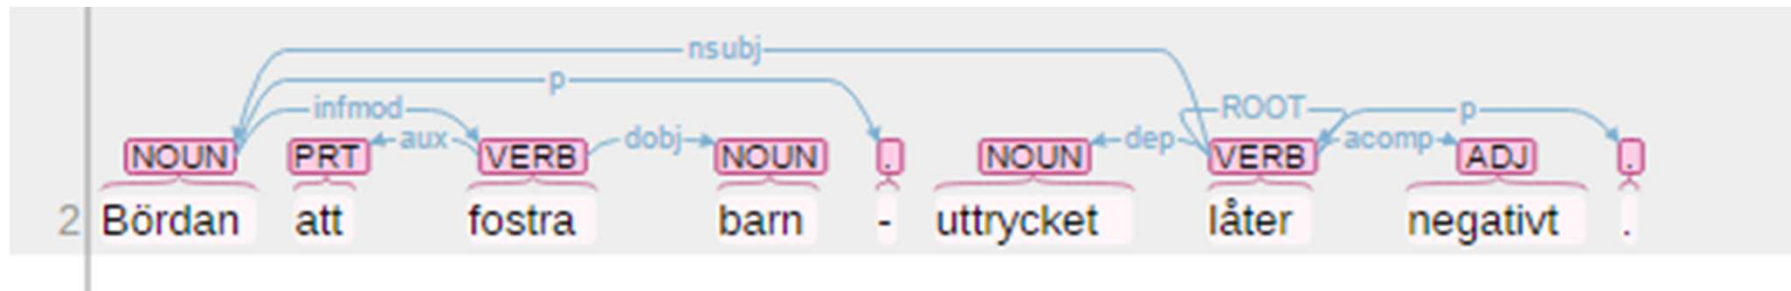 nsubj
p
infmod ROOT p
aux dobj dep acomp
NOUN PRT VERB NOUN . NOUN VERB ADJ .
2 Bördan att fostra barn - uttrycket låter negativt .